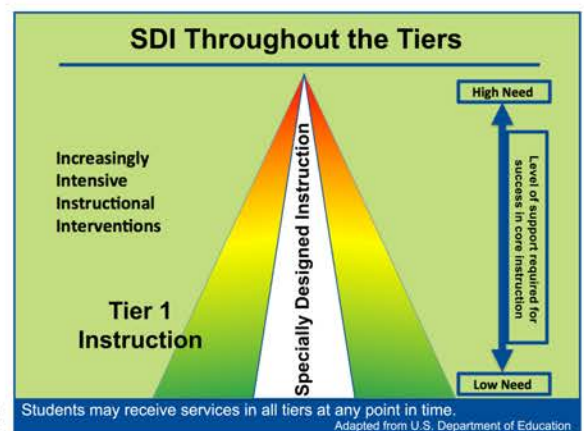 SDI Throughout the Tiers
High Need
Increasingly
Intensive
Instructional
Interventions
Specially Designed Instruction
Level of support required for
success in core instruction
Tier 1
Instruction
Low Need
Students may receive services in all tiers at any point in time.
Adapted from U.S. Department of Education